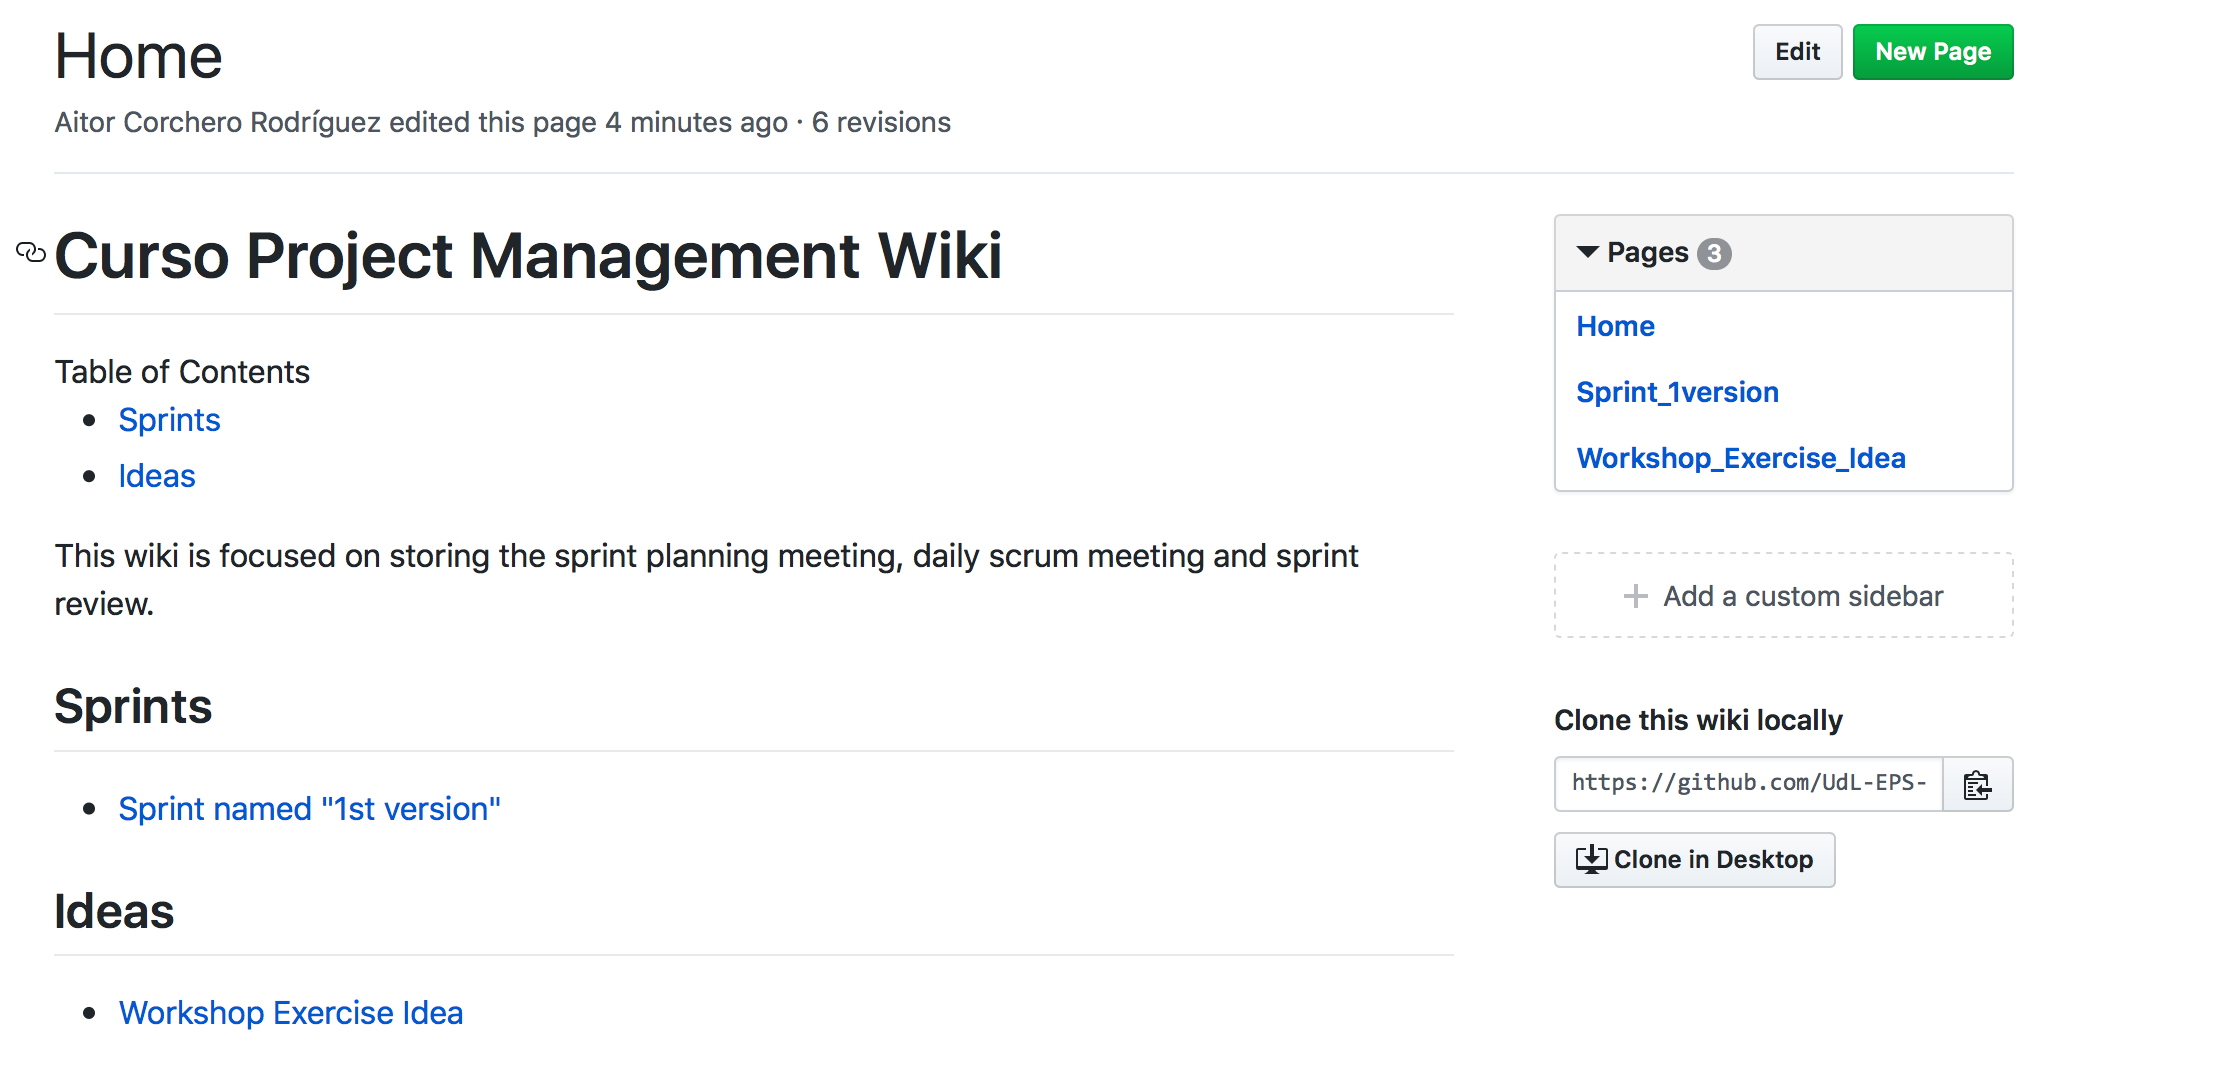 Home
Edit
New Page
Aitor Corchero Rodríguez edited this page 4 minutes ago · 6 revisions
Curso Project Management Wiki
Table of Contents
• Sprints
• Ideas
This wiki is focused on storing the sprint planning meeting, daily scrum meeting and sprint
review.
Sprints
• Sprint named "1st version"
Ideas
• Workshop Exercise Idea
Pages 3
Home
Sprint_1version
Workshop_Exercise_Idea
+ Add a custom sidebar
Clone this wiki locally
https://github.com/UdL-EPS-
Clone in Desktop